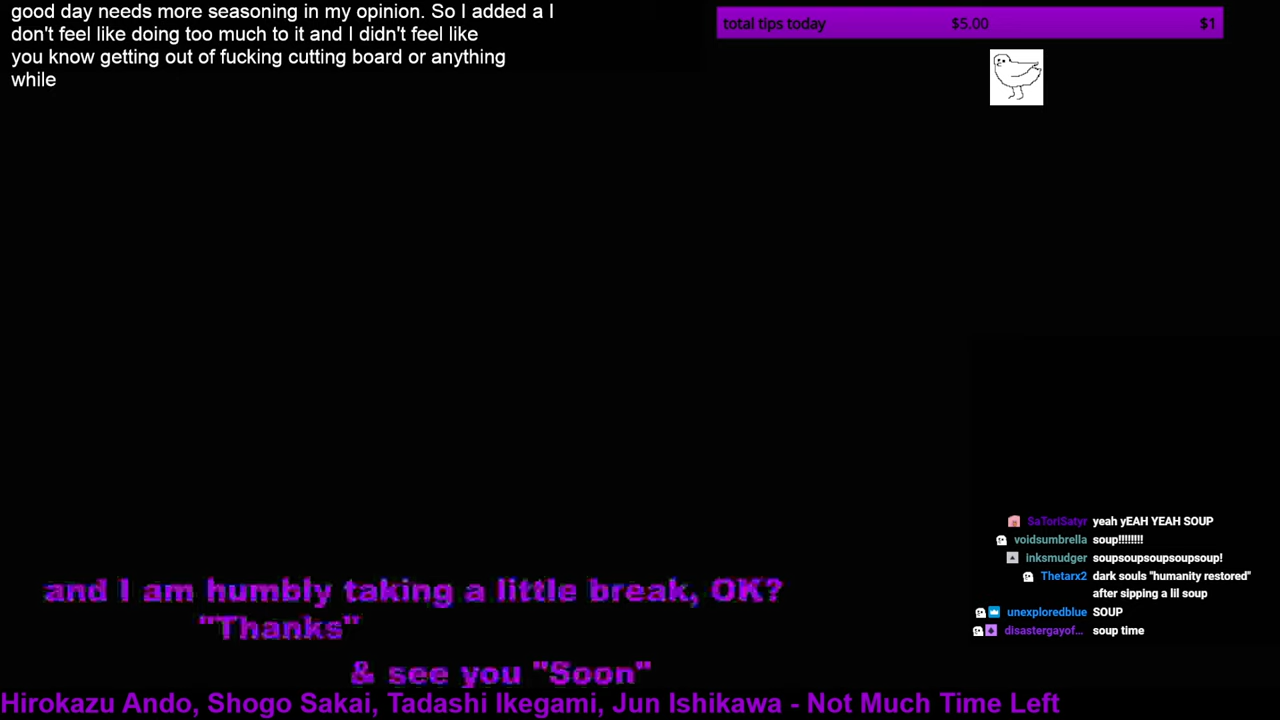 good day needs more seasoning in my opinion. So I added a I
don't feel like doing too much to it and I didn't feel like
you know getting out of fucking cutting board or anything
while
total tips today $5.00 $1
SaTorISatyr yeah yEAH YEAH SOUP
voidsumbrella soup!!!!!!!!
Inksmudger soupsoupsoupsoupsoup!
Thetarx2 dark souls "humanity restored"
after sipping a lil soup
unexploredblue SOUP
disastergayof... soup time
and I am humbly taking a little break, OK?
"Thanks"
& see you "Soon"
Hirokazu Ando, Shogo Sakai, Tadashi Ikegami, Jun Ishikawa - Not Much Time Left